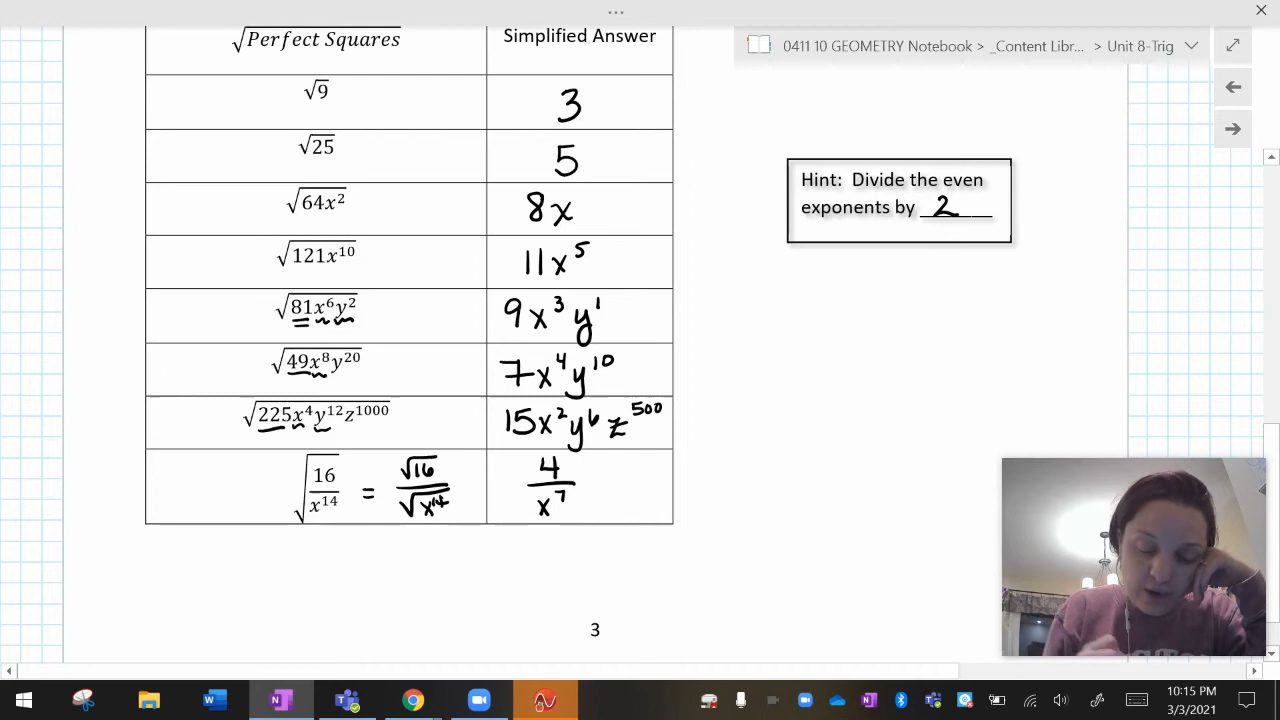 0411 10 GEOMETRY Notebook > _Content Libr... > Unit 8-Trig
√Perfect Squares Simplified Answer
√9 3
√25 5
√64x² 8x
√121x¹⁰ 11x⁵
√81x⁶y² 9x³y¹
√49x⁸y²⁰ 7x⁴y¹⁰
√225x⁴y¹²z¹⁰⁰⁰ 15x²y⁶z⁵⁰⁰
√16/x¹⁴ = √16/√x¹⁴ 4/x⁷
Hint: Divide the even
exponents by 2
3
10:15 PM
3/3/2021